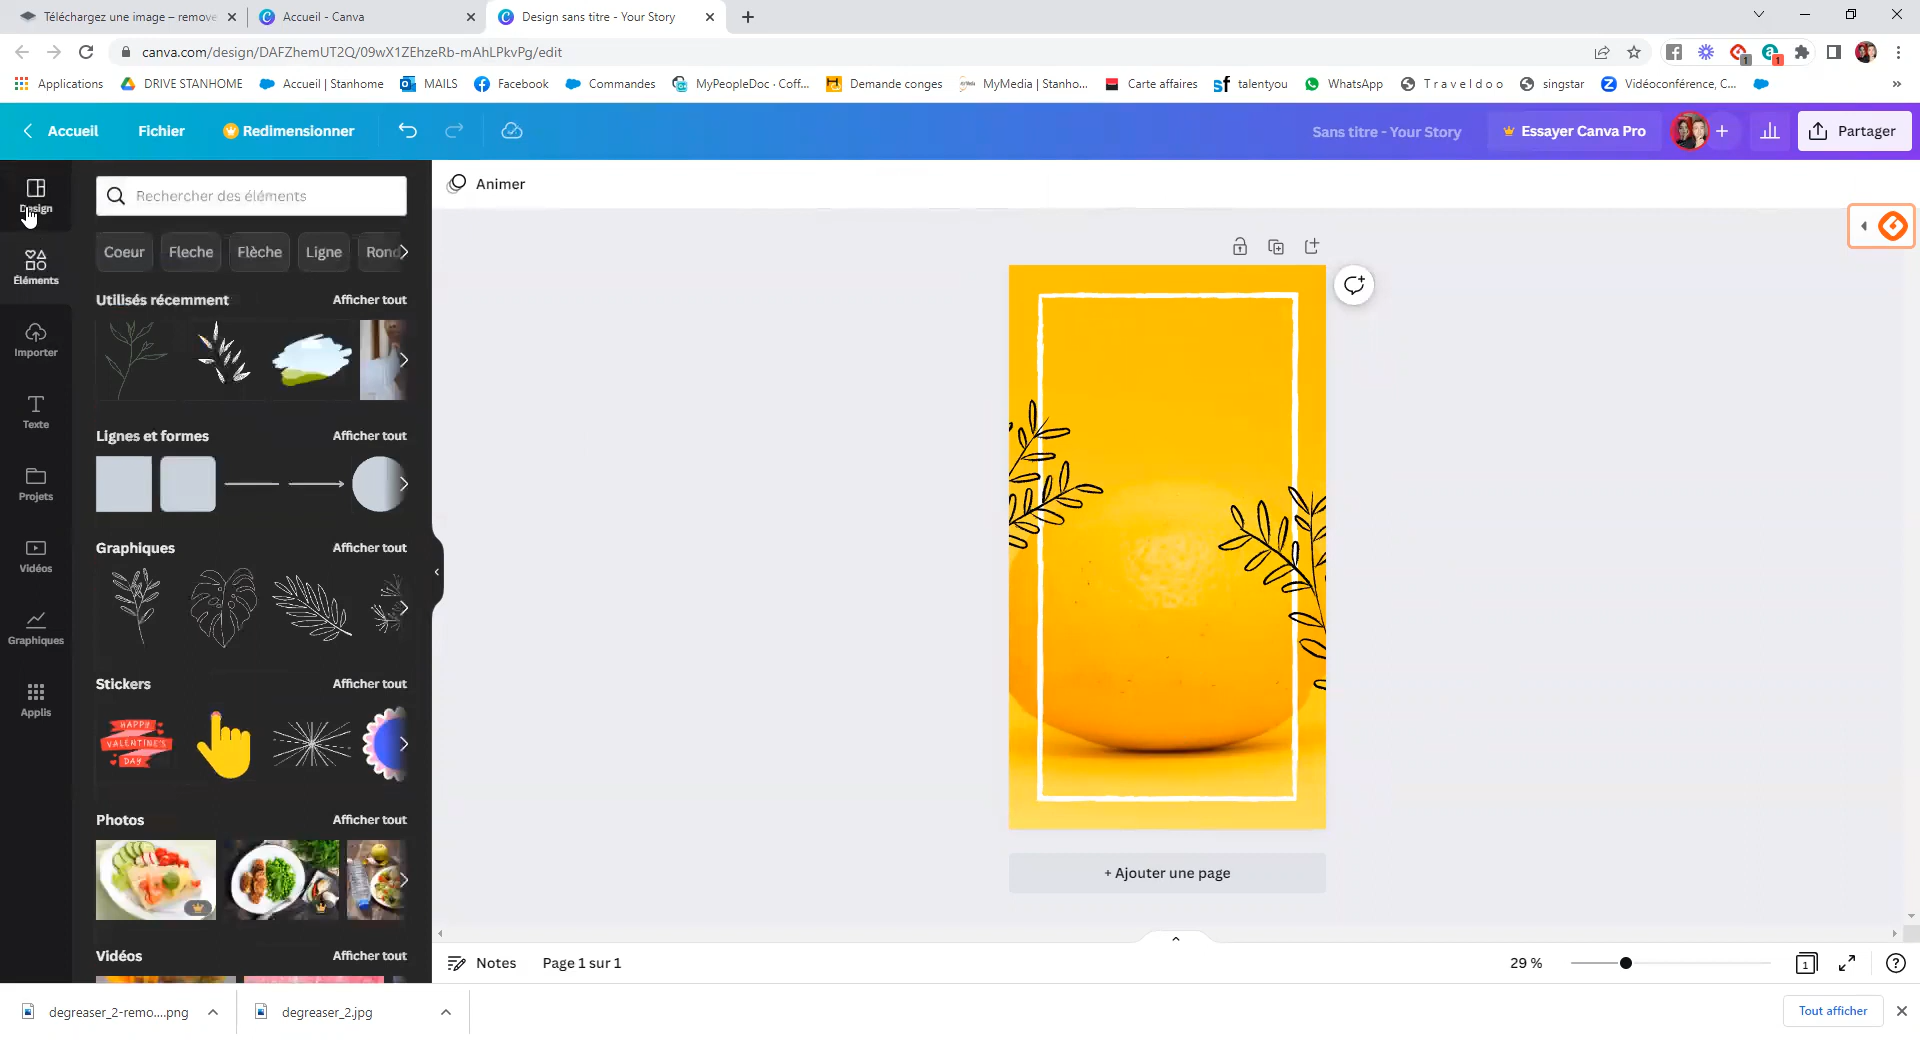 Téléchargez une image – remove
Accueil - Canva
Design sans titre - Your Story
canva.com/design/DAFZhemUT2Q/09wX1ZEhzeRb-mAhLPkvPg/edit
Applications
DRIVE STANHOME
Accueil | Stanhome
MAILS
Facebook
Commandes
MyPeopleDoc · Coff...
Demande conges
MyMedia | Stanho...
Carte affaires
talentyou
WhatsApp
T r a v e l d o o
singstar
Vidéoconférence, C...
Accueil
Fichier
Redimensionner
Sans titre - Your Story
Essayer Canva Pro
Partager
Design
Éléments
Importer
Texte
Projets
Vidéos
Graphiques
Applis
Rechercher des éléments
Coeur
Fleche
Flèche
Ligne
Rond
Utilisés récemment
Afficher tout
Lignes et formes
Afficher tout
Graphiques
Afficher tout
Stickers
Afficher tout
HAPPY
VALENTINE'S
DAY
Photos
Afficher tout
Vidéos
Afficher tout
Animer
+ Ajouter une page
Notes
Page 1 sur 1
29 %
1
degreaser_2-remo....png
degreaser_2.jpg
Tout afficher